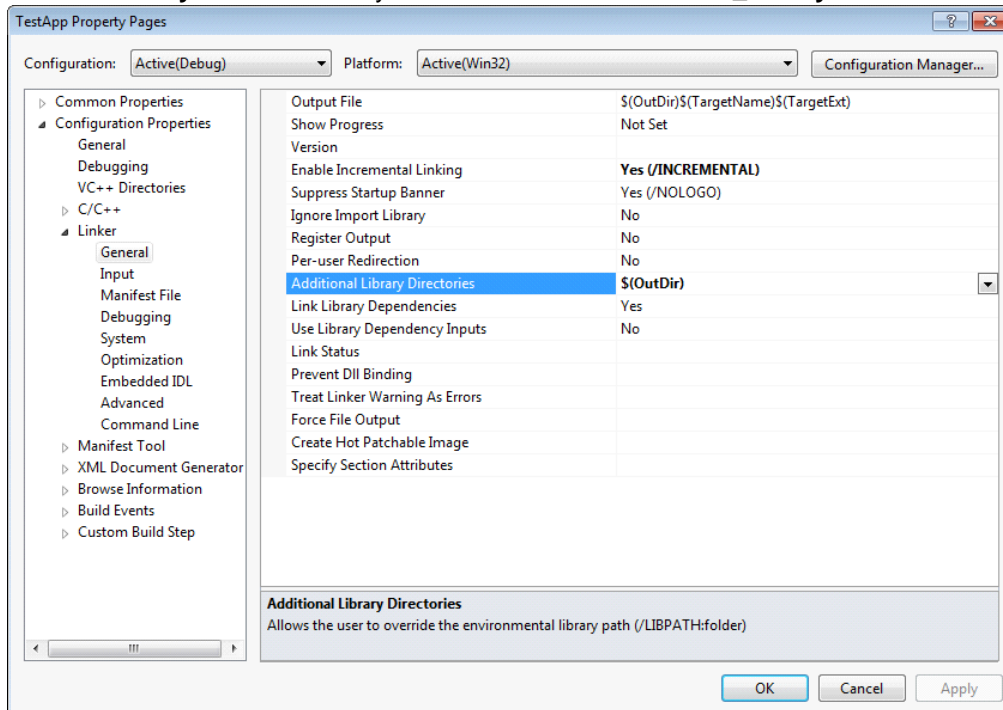 TestApp Property Pages
Configuration: Active(Debug) Platform: Active(Win32) Configuration Manager...
Common Properties
Configuration Properties
General
Debugging
VC++ Directories
C/C++
Linker
General
Input
Manifest File
Debugging
System
Optimization
Embedded IDL
Advanced
Command Line
Manifest Tool
XML Document Generator
Browse Information
Build Events
Custom Build Step
Output File $(OutDir)$(TargetName)$(TargetExt)
Show Progress Not Set
Version
Enable Incremental Linking Yes (/INCREMENTAL)
Suppress Startup Banner Yes (/NOLOGO)
Ignore Import Library No
Register Output No
Per-user Redirection No
Additional Library Directories $(OutDir)
Link Library Dependencies Yes
Use Library Dependency Inputs No
Link Status
Prevent Dll Binding
Treat Linker Warning As Errors
Force File Output
Create Hot Patchable Image
Specify Section Attributes
Additional Library Directories
Allows the user to override the environmental library path (/LIBPATH:folder)
OK Cancel Apply